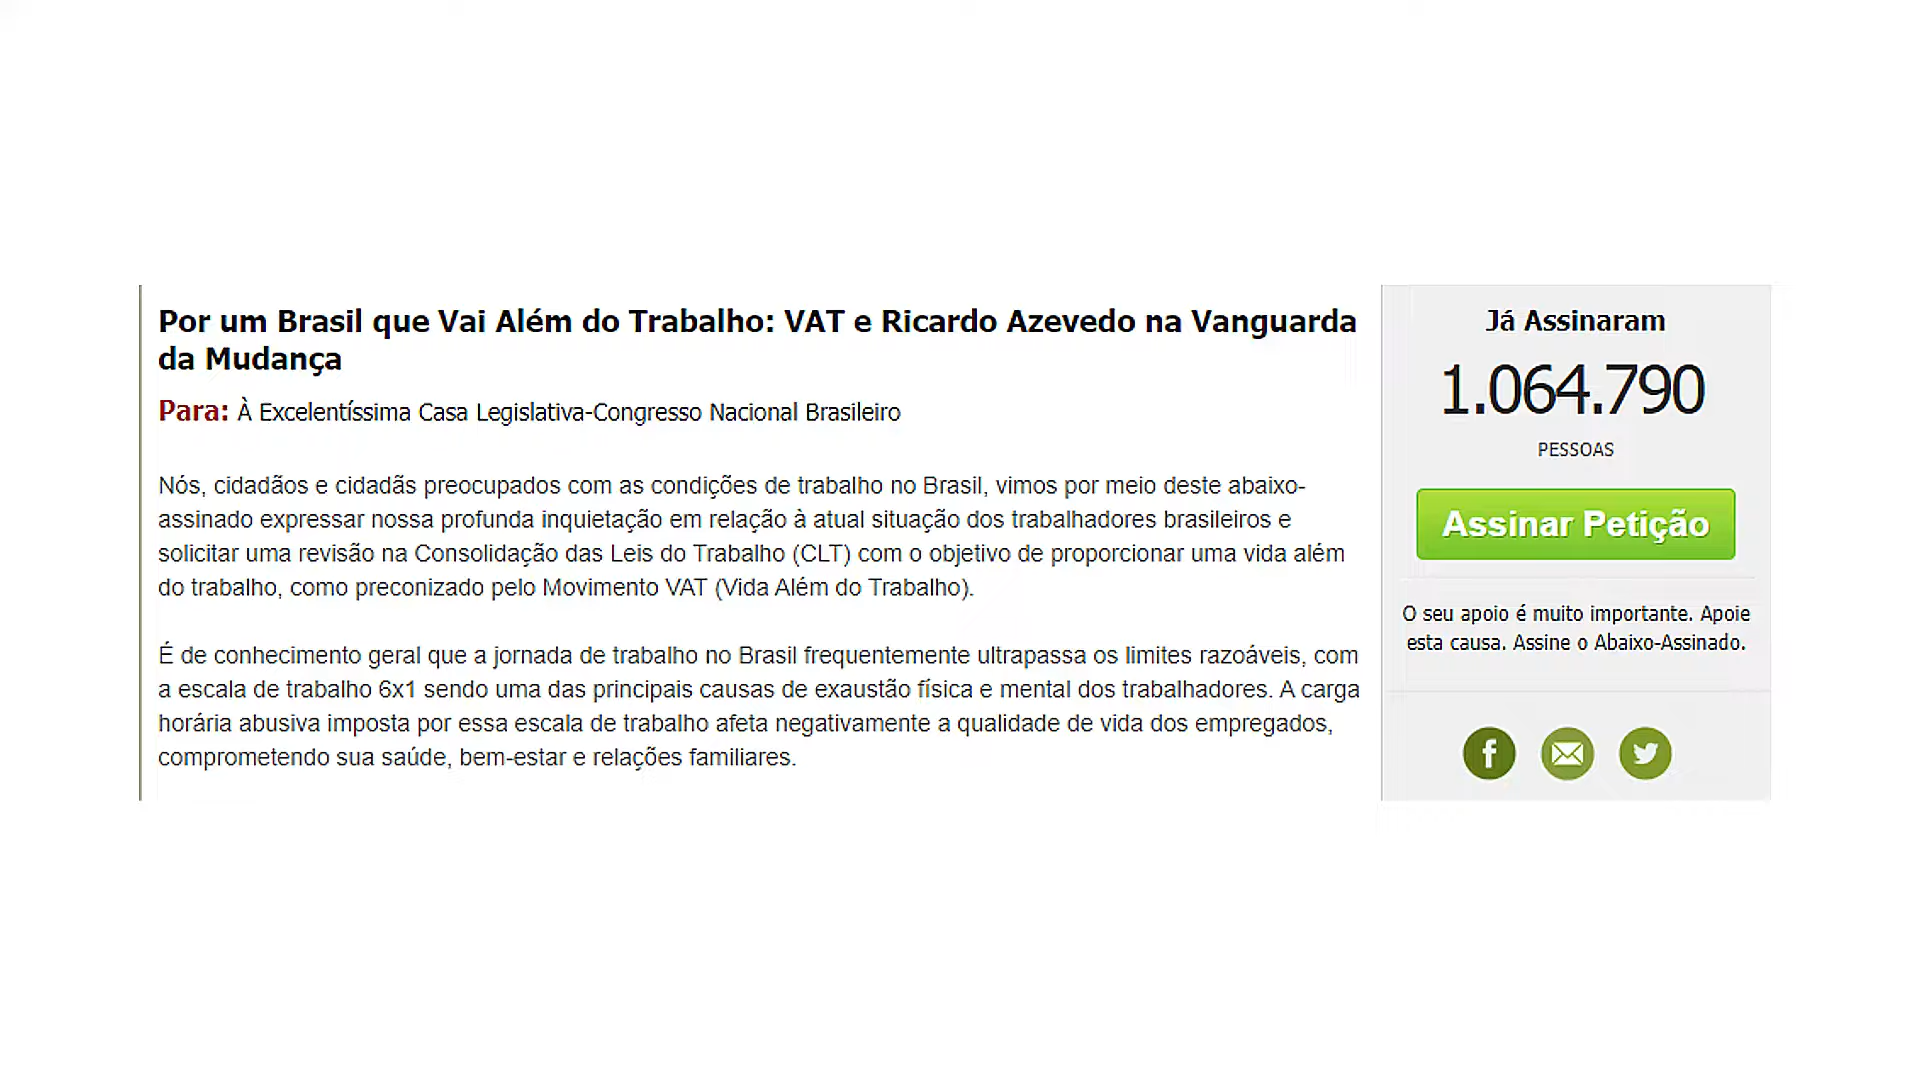 Por um Brasil que Vai Além do Trabalho: VAT e Ricardo Azevedo na Vanguarda
da Mudança
Para: À Excelentíssima Casa Legislativa-Congresso Nacional Brasileiro
Nós, cidadãos e cidadãs preocupados com as condições de trabalho no Brasil, vimos por meio deste abaixo-
assinado expressar nossa profunda inquietação em relação à atual situação dos trabalhadores brasileiros e
solicitar uma revisão na Consolidação das Leis do Trabalho (CLT) com o objetivo de proporcionar uma vida além
do trabalho, como preconizado pelo Movimento VAT (Vida Além do Trabalho).
É de conhecimento geral que a jornada de trabalho no Brasil frequentemente ultrapassa os limites razoáveis, com
a escala de trabalho 6x1 sendo uma das principais causas de exaustão física e mental dos trabalhadores. A carga
horária abusiva imposta por essa escala de trabalho afeta negativamente a qualidade de vida dos empregados,
comprometendo sua saúde, bem-estar e relações familiares.
Já Assinaram
1.064.790
PESSOAS
Assinar Petição
O seu apoio é muito importante. Apoie
esta causa. Assine o Abaixo-Assinado.